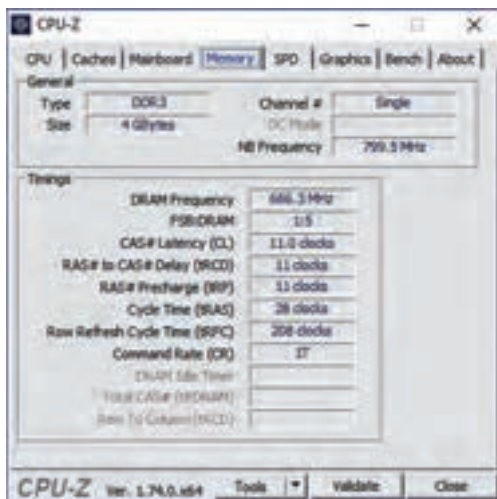 CPU-Z
CPU | Caches | Mainboard | Memory | SPD | Graphics | Bench | About
General
Type DDR3 Channel # Single
Size 4 GBytes DC Mode
NB Frequency 799.5 MHz
Timings
DRAM Frequency 666.3 MHz
FSB:DRAM 1:5
CAS# Latency (CL) 11.0 clocks
RAS# to CAS# Delay (tRCD) 11 clocks
RAS# Precharge (tRP) 11 clocks
Cycle Time (tRAS) 28 clocks
Row Refresh Cycle Time (tRFC) 208 clocks
Command Rate (CR) 1T
DRAM Idle Timer
Total CAS# (tRDRAM)
Row To Column (tRCD)
CPU-Z Ver. 1.74.0.x64 Tools Validate Close